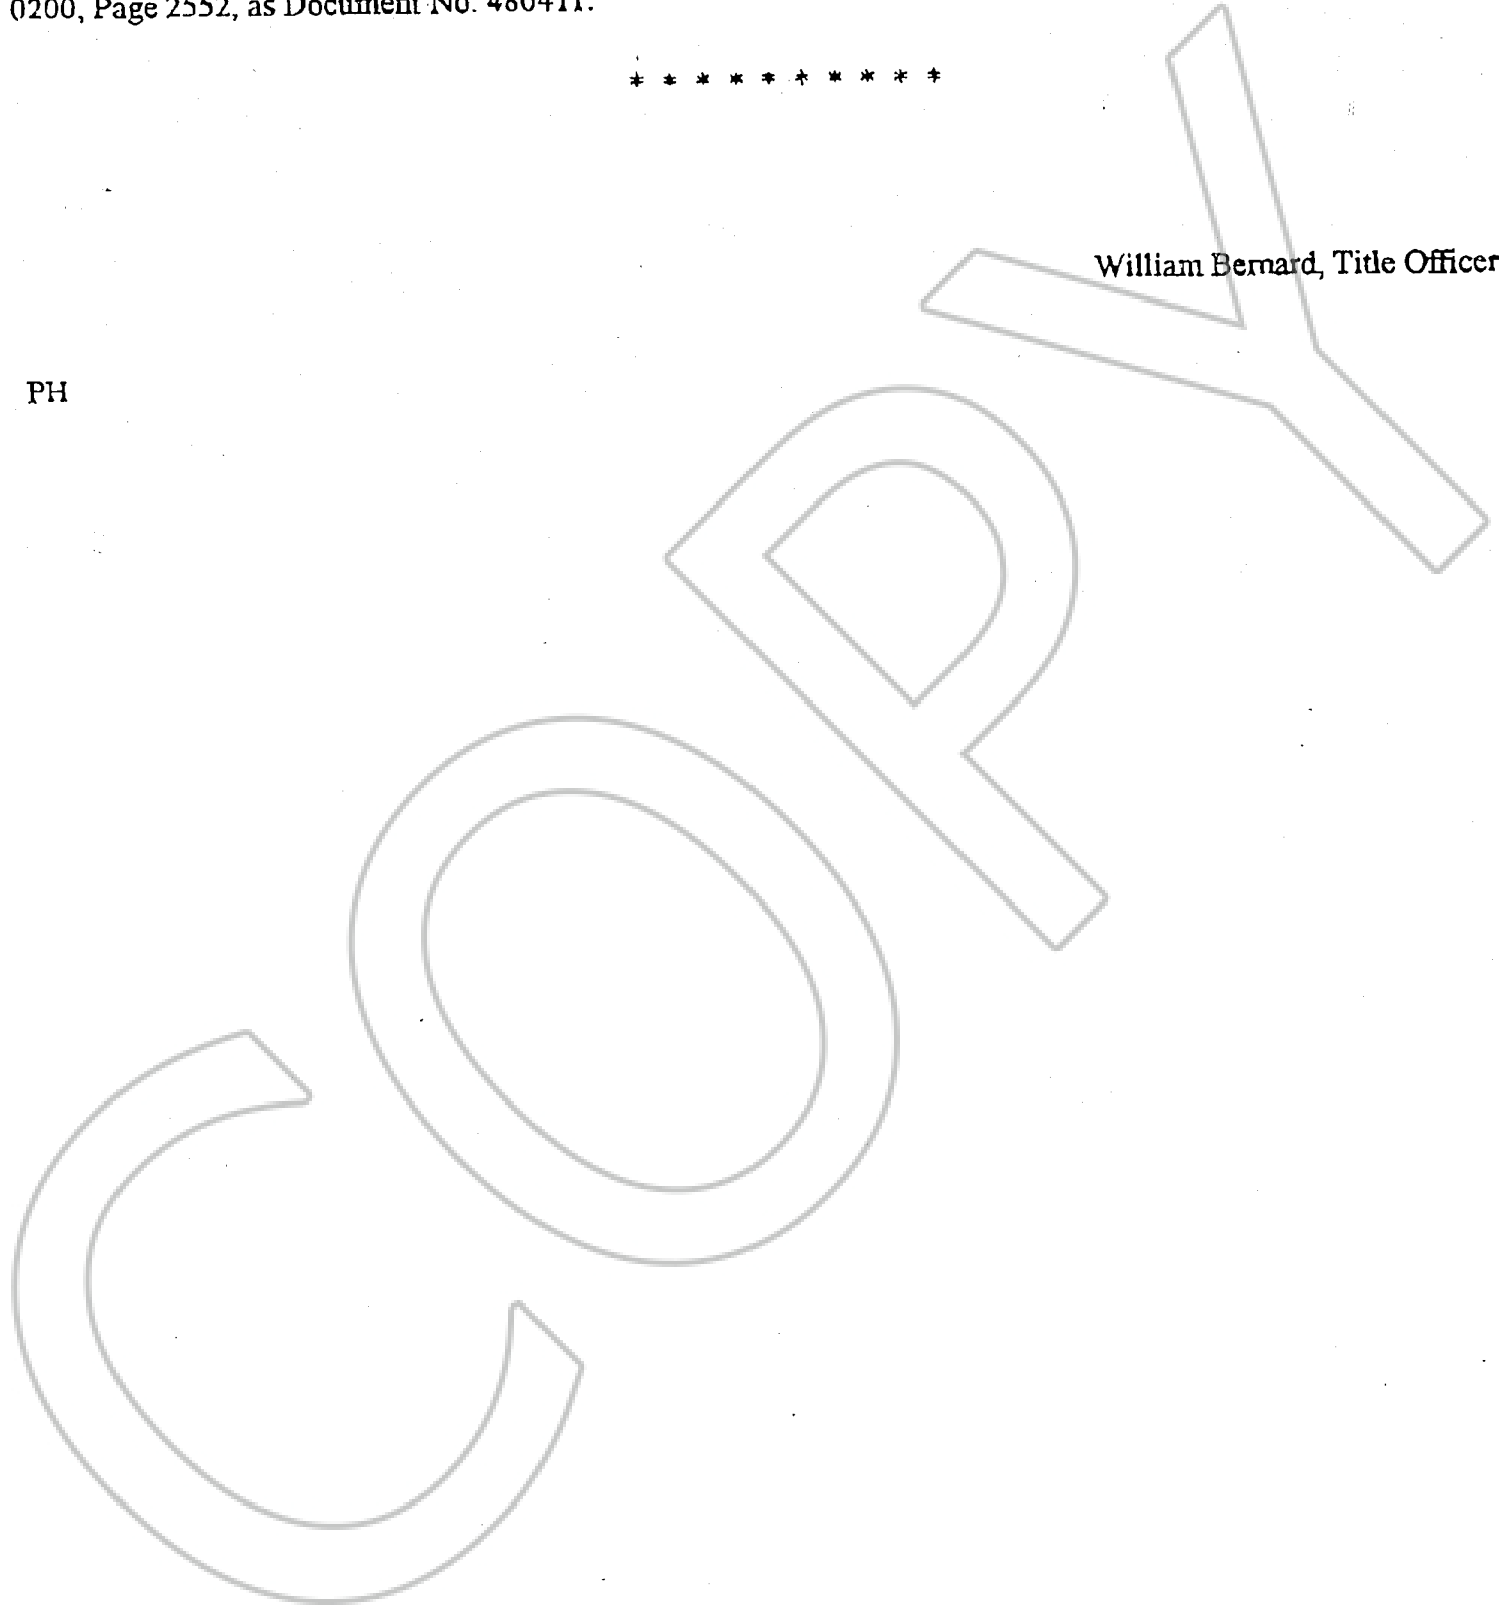 0200, Page 2552, as Document No. 480411.
* * * * * * * * * *
William Bernard, Title Officer
PH
COPY